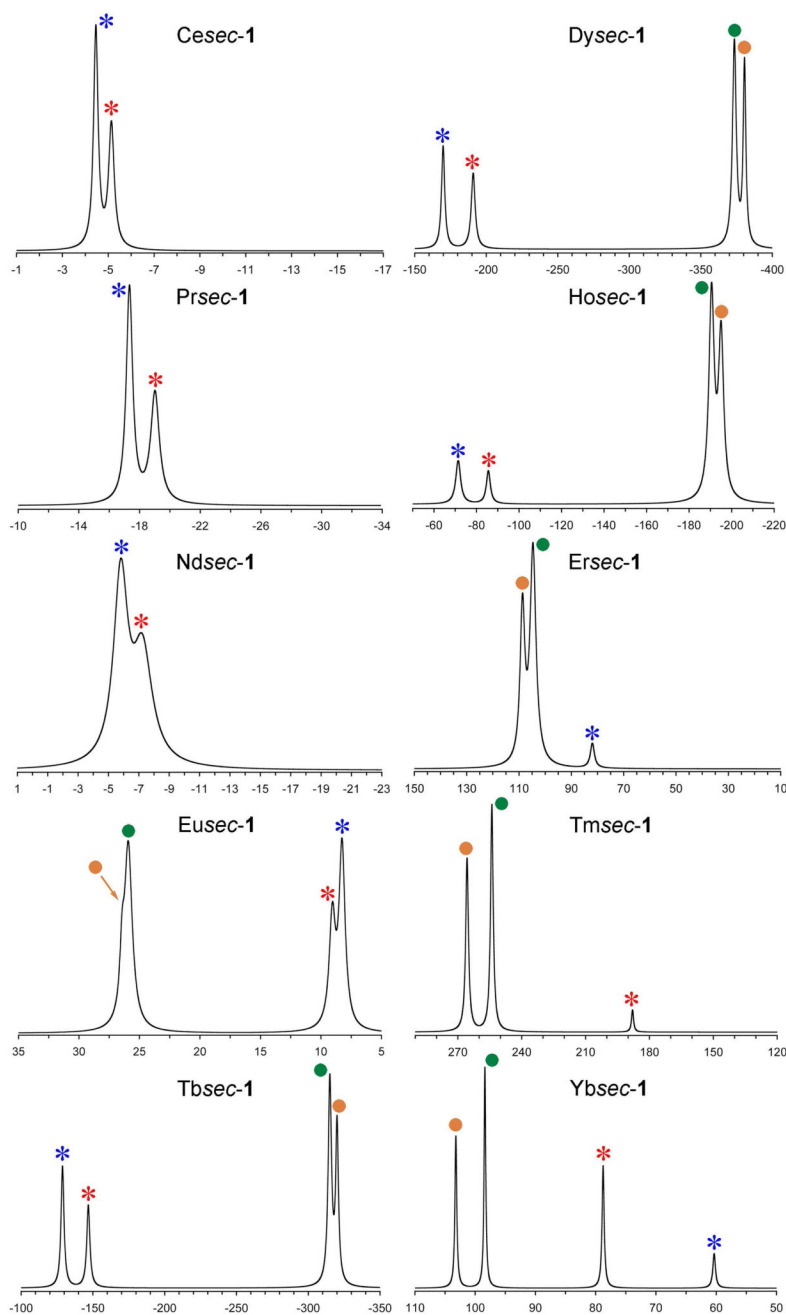 Cesec-1
-1 -3 -5 -7 -9 -11 -13 -15 -17
Dysec-1
-150 -200 -250 -300 -350 -400
Prsec-1
-10 -14 -18 -22 -26 -30 -34
Hosec-1
-60 -80 -100 -120 -140 -160 -180 -200 -220
Ndsec-1
1 -1 -3 -5 -7 -9 -11 -13 -15 -17 -19 -21 -23
Ersec-1
150 130 110 90 70 50 30 10
Eusec-1
35 30 25 20 15 10 5
Tmsec-1
270 240 210 180 150 120
Tbsec-1
-100 -150 -200 -250 -300 -350
Ybsec-1
110 100 90 80 70 60 50